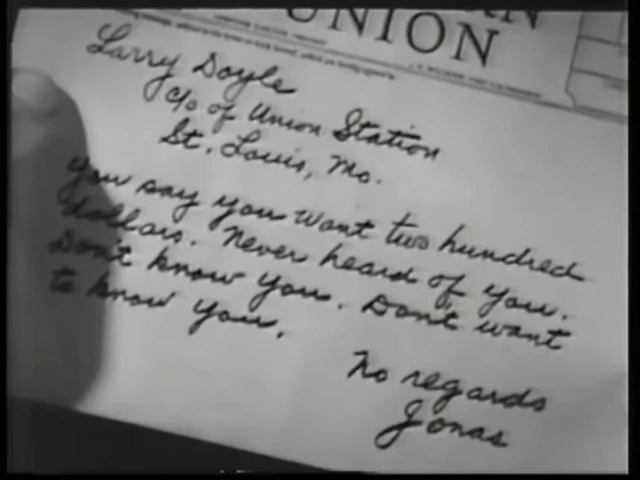 UNION
Larry Doyle
c/o of Union Station
St. Louis, Mo.
You say you want two hundred
dollars. Never heard of you.
Don't know you. Don't want
to know you.
No regards
Jonas